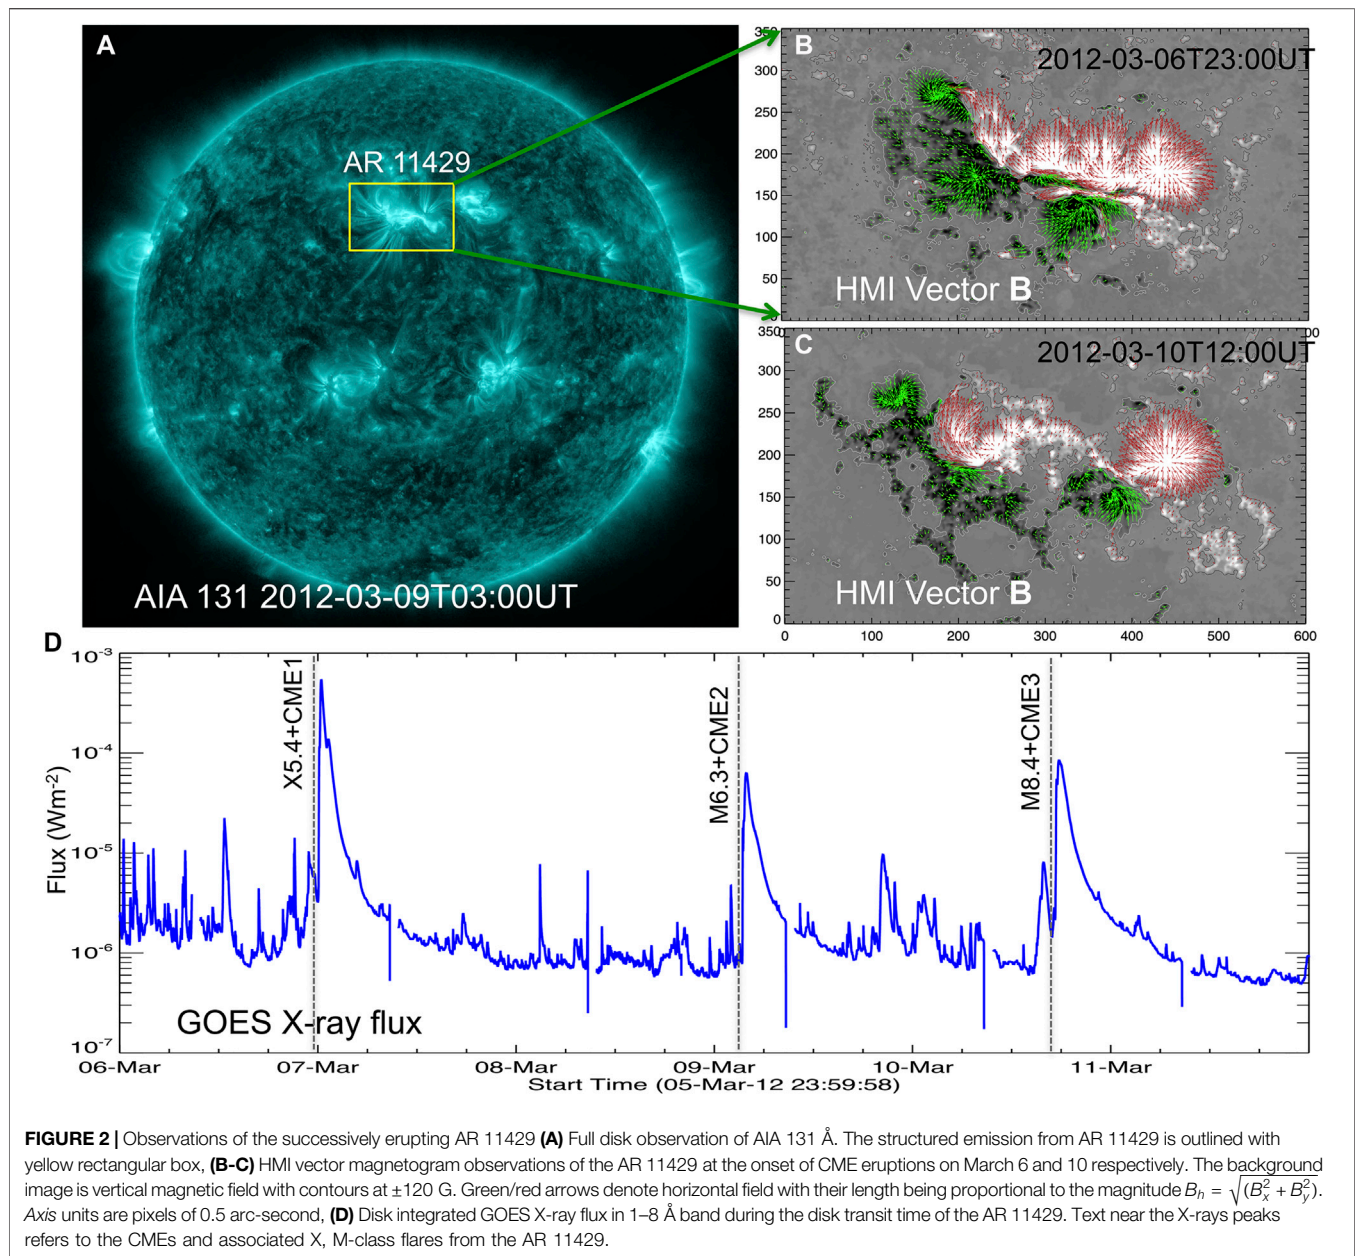 A
AR 11429
AIA 131 2012-03-09T03:00UT
B
2012-03-06T23:00UT
350
300
250
200
150
100
50
0
HMI Vector B
00
C
2012-03-10T12:00UT
350
300
250
200
150
100
50
0
HMI Vector B
0 100 200 300 400 500 600
D
10-3
10-4
10-5
10-6
10-7
Flux (Wm-2)
X5.4+CME1
M6.3+CME2
M8.4+CME3
GOES X-ray flux
06-Mar 07-Mar 08-Mar 09-Mar 10-Mar 11-Mar
Start Time (05-Mar-12 23:59:58)
FIGURE 2 | Observations of the successively erupting AR 11429 (A) Full disk observation of AIA 131 Å. The structured emission from AR 11429 is outlined with
yellow rectangular box, (B-C) HMI vector magnetogram observations of the AR 11429 at the onset of CME eruptions on March 6 and 10 respectively. The background
image is vertical magnetic field with contours at ±120 G. Green/red arrows denote horizontal field with their length being proportional to the magnitude Bh = √(Bx² + By²).
Axis units are pixels of 0.5 arc-second, (D) Disk integrated GOES X-ray flux in 1–8 Å band during the disk transit time of the AR 11429. Text near the X-rays peaks
refers to the CMEs and associated X, M-class flares from the AR 11429.